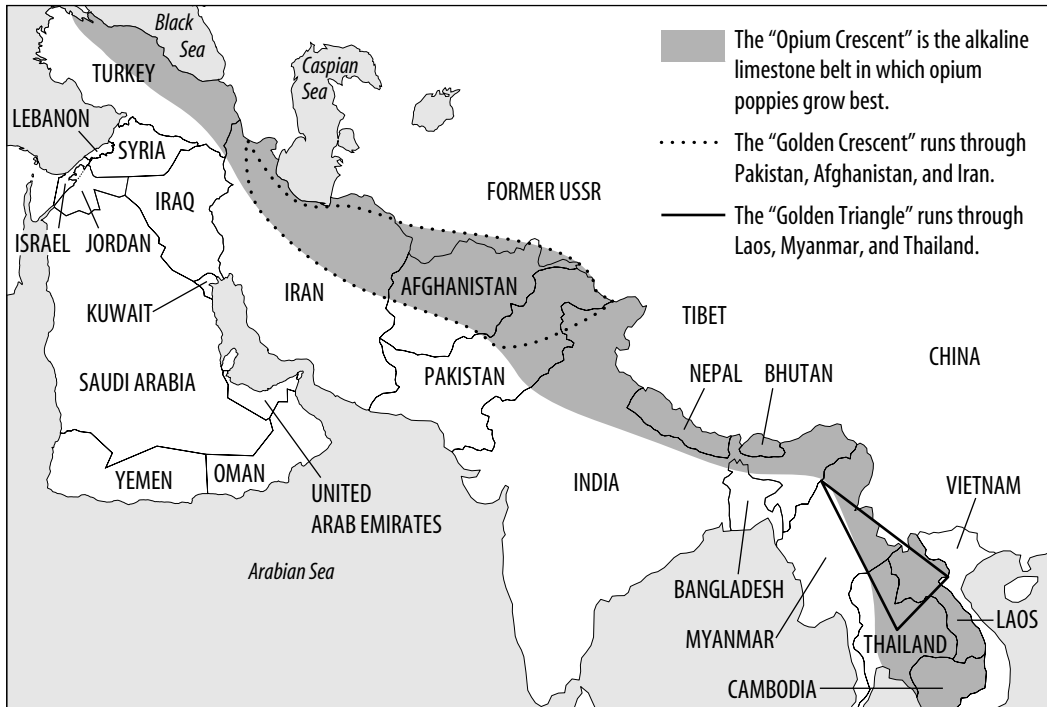 Black
Sea
Caspian
Sea
TURKEY
LEBANON
SYRIA
IRAQ
ISRAEL
JORDAN
KUWAIT
IRAN
SAUDI ARABIA
YEMEN
OMAN
UNITED
ARAB EMIRATES
Arabian Sea
AFGHANISTAN
PAKISTAN
FORMER USSR
The “Opium Crescent” is the alkaline
limestone belt in which opium
poppies grow best.
The “Golden Crescent” runs through
Pakistan, Afghanistan, and Iran.
The “Golden Triangle” runs through
Laos, Myanmar, and Thailand.
TIBET
CHINA
NEPAL
BHUTAN
INDIA
VIETNAM
BANGLADESH
MYANMAR
THAILAND
LAOS
CAMBODIA